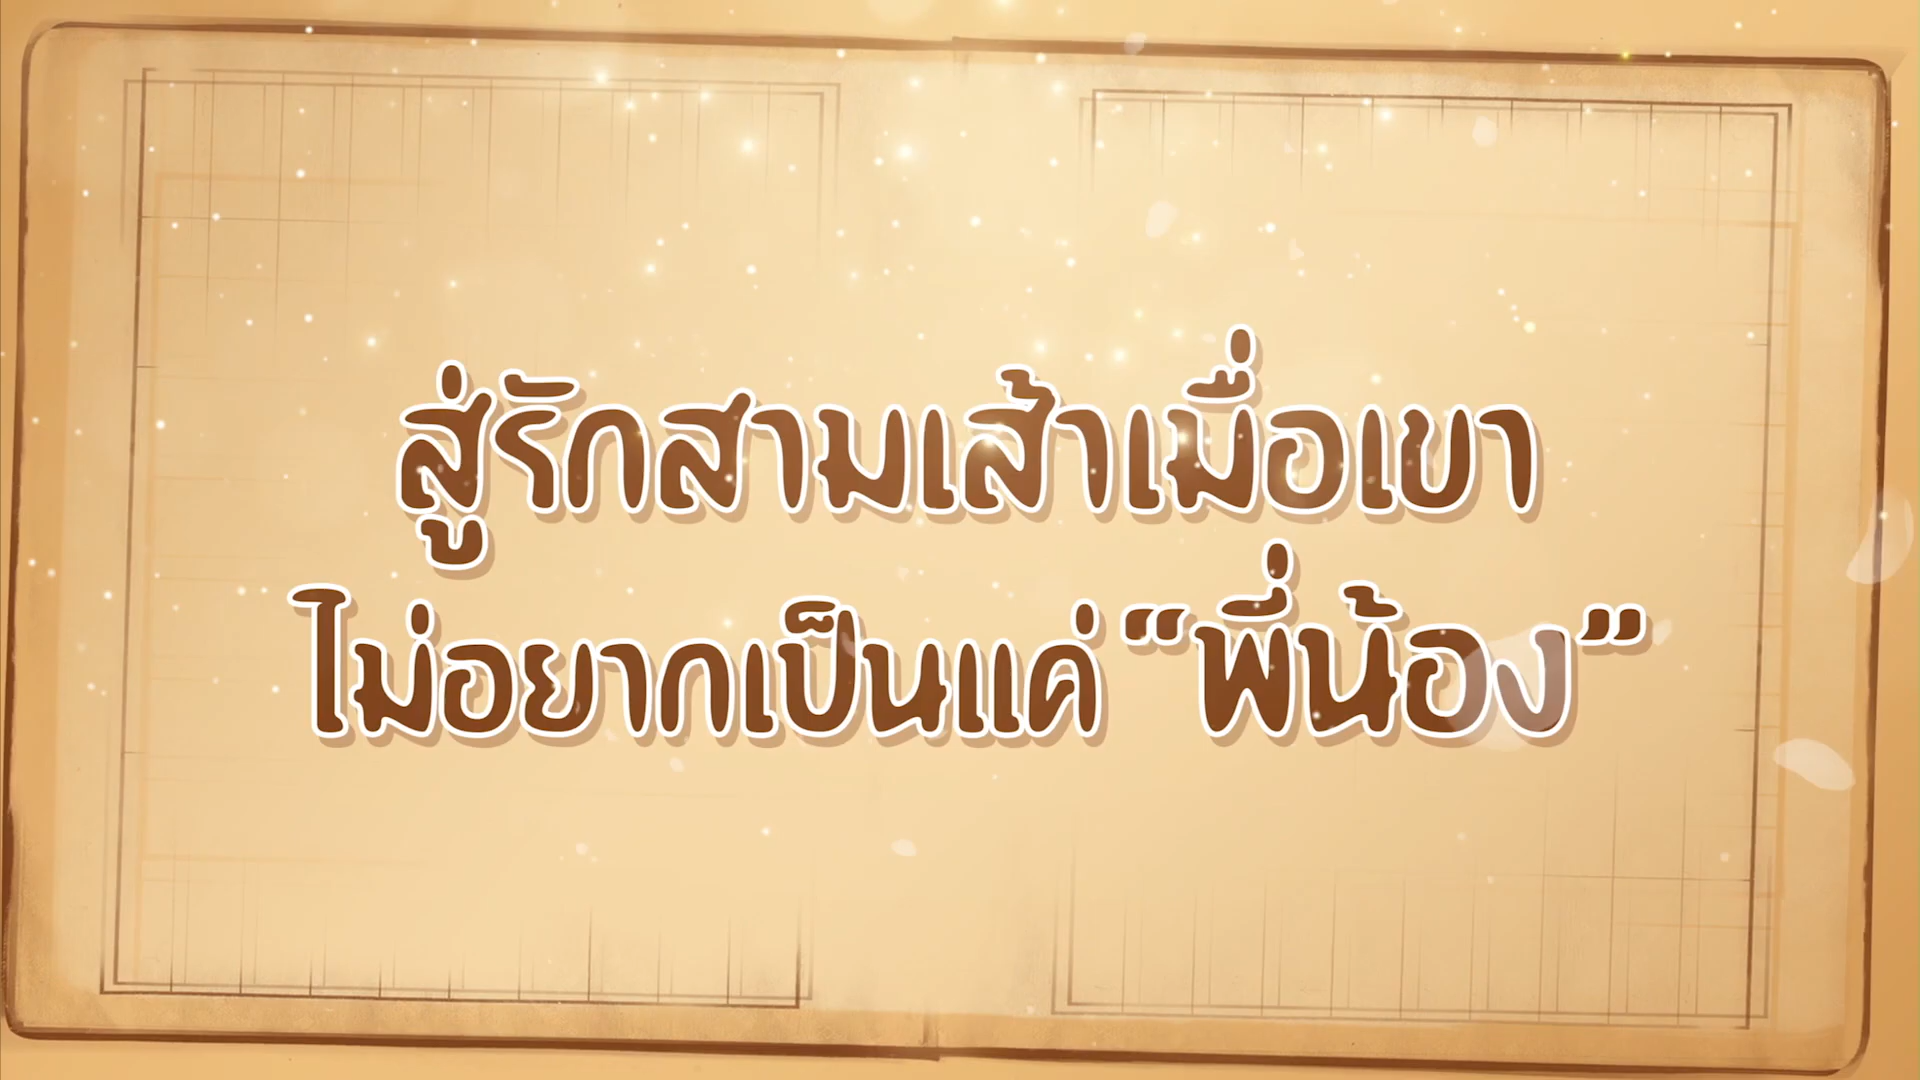 สู่รักสามเส้าเมื่อเขา
ไม่อยากเป็นแค่ “พี่น้อง”